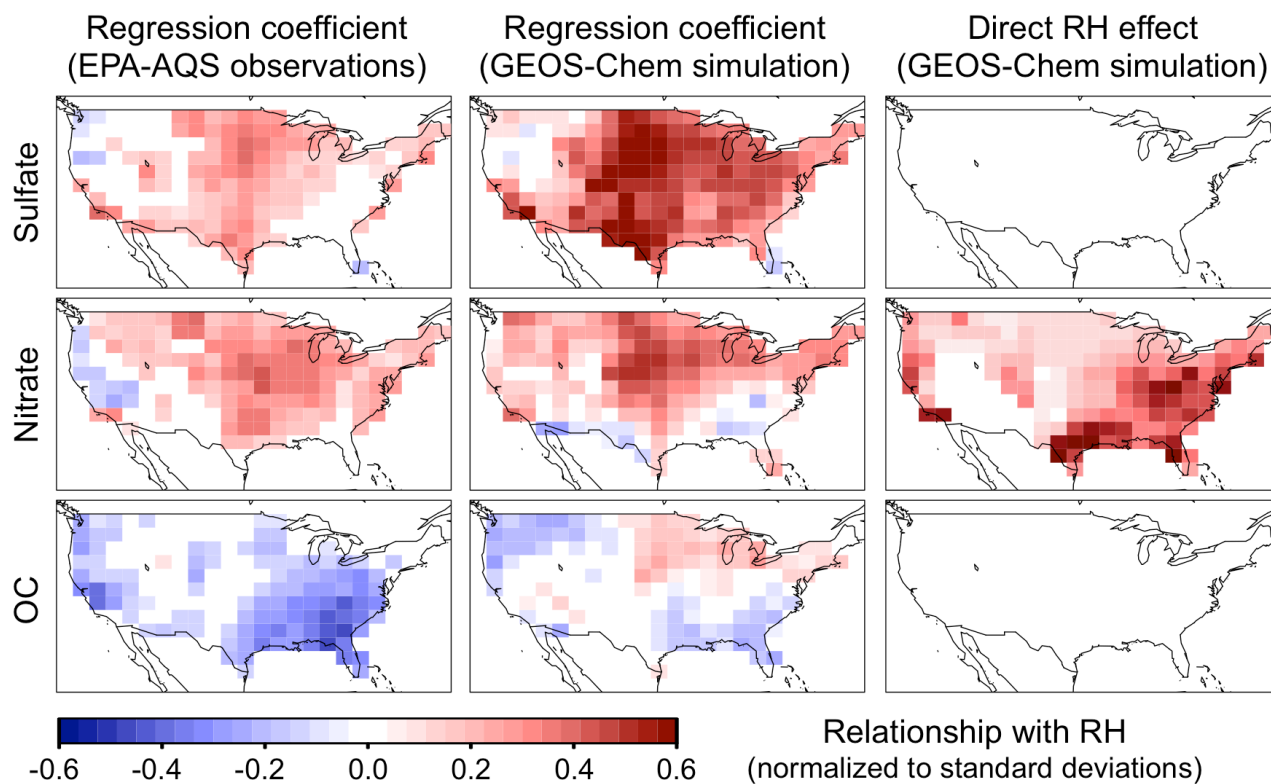 Regression coefficient
(EPA-AQS observations)
Regression coefficient
(GEOS-Chem simulation)
Direct RH effect
(GEOS-Chem simulation)
Sulfate
Nitrate
OC
-0.6
-0.4
-0.2
0.0
0.2
0.4
0.6
Relationship with RH
(normalized to standard deviations)